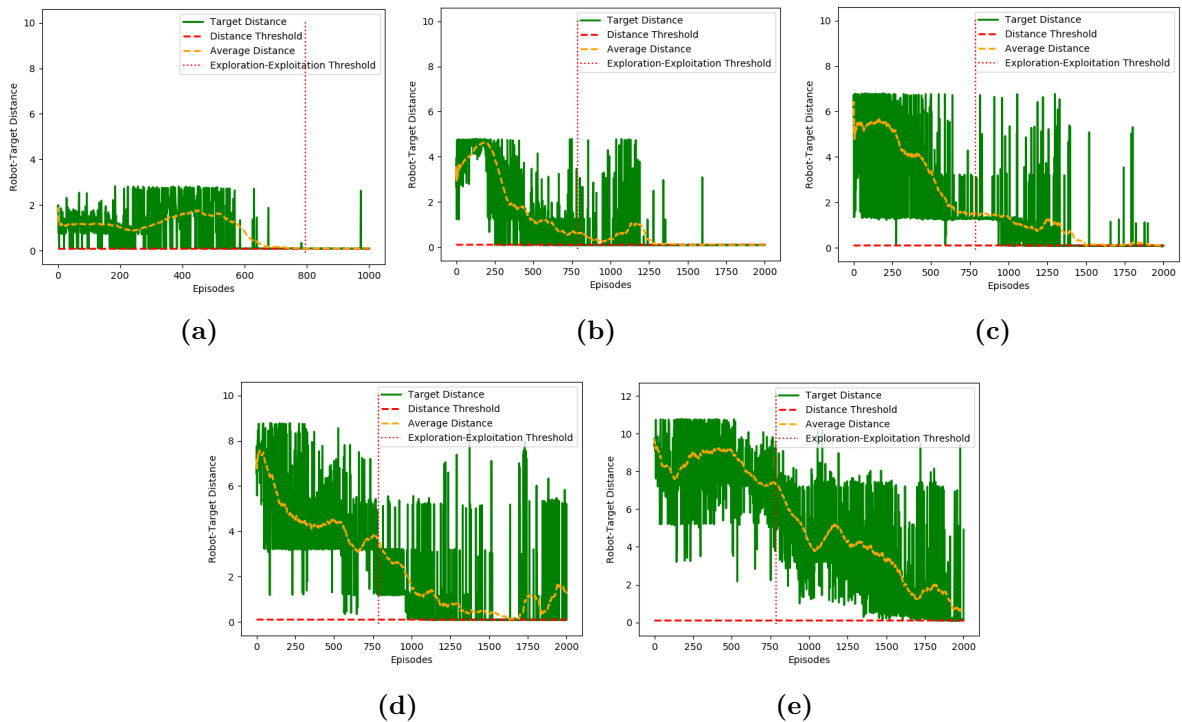 10
8
6
4
2
0
Robot-Target Distance
Target Distance
Distance Threshold
Average Distance
Exploration-Exploitation Threshold
0 200 400 600 800 1000
Episodes
(a)
10
8
6
4
2
0
Robot-Target Distance
Target Distance
Distance Threshold
Average Distance
Exploration-Exploitation Threshold
0 250 500 750 1000 1250 1500 1750 2000
Episodes
(b)
10
8
6
4
2
0
Robot-Target Distance
Target Distance
Distance Threshold
Average Distance
Exploration-Exploitation Threshold
0 250 500 750 1000 1250 1500 1750 2000
Episodes
(c)
10
8
6
4
2
0
Robot-Target Distance
Target Distance
Distance Threshold
Average Distance
Exploration-Exploitation Threshold
0 250 500 750 1000 1250 1500 1750 2000
Episodes
(d)
12
10
8
6
4
2
0
Robot-Target Distance
Target Distance
Distance Threshold
Average Distance
Exploration-Exploitation Threshold
0 250 500 750 1000 1250 1500 1750 2000
Episodes
(e)